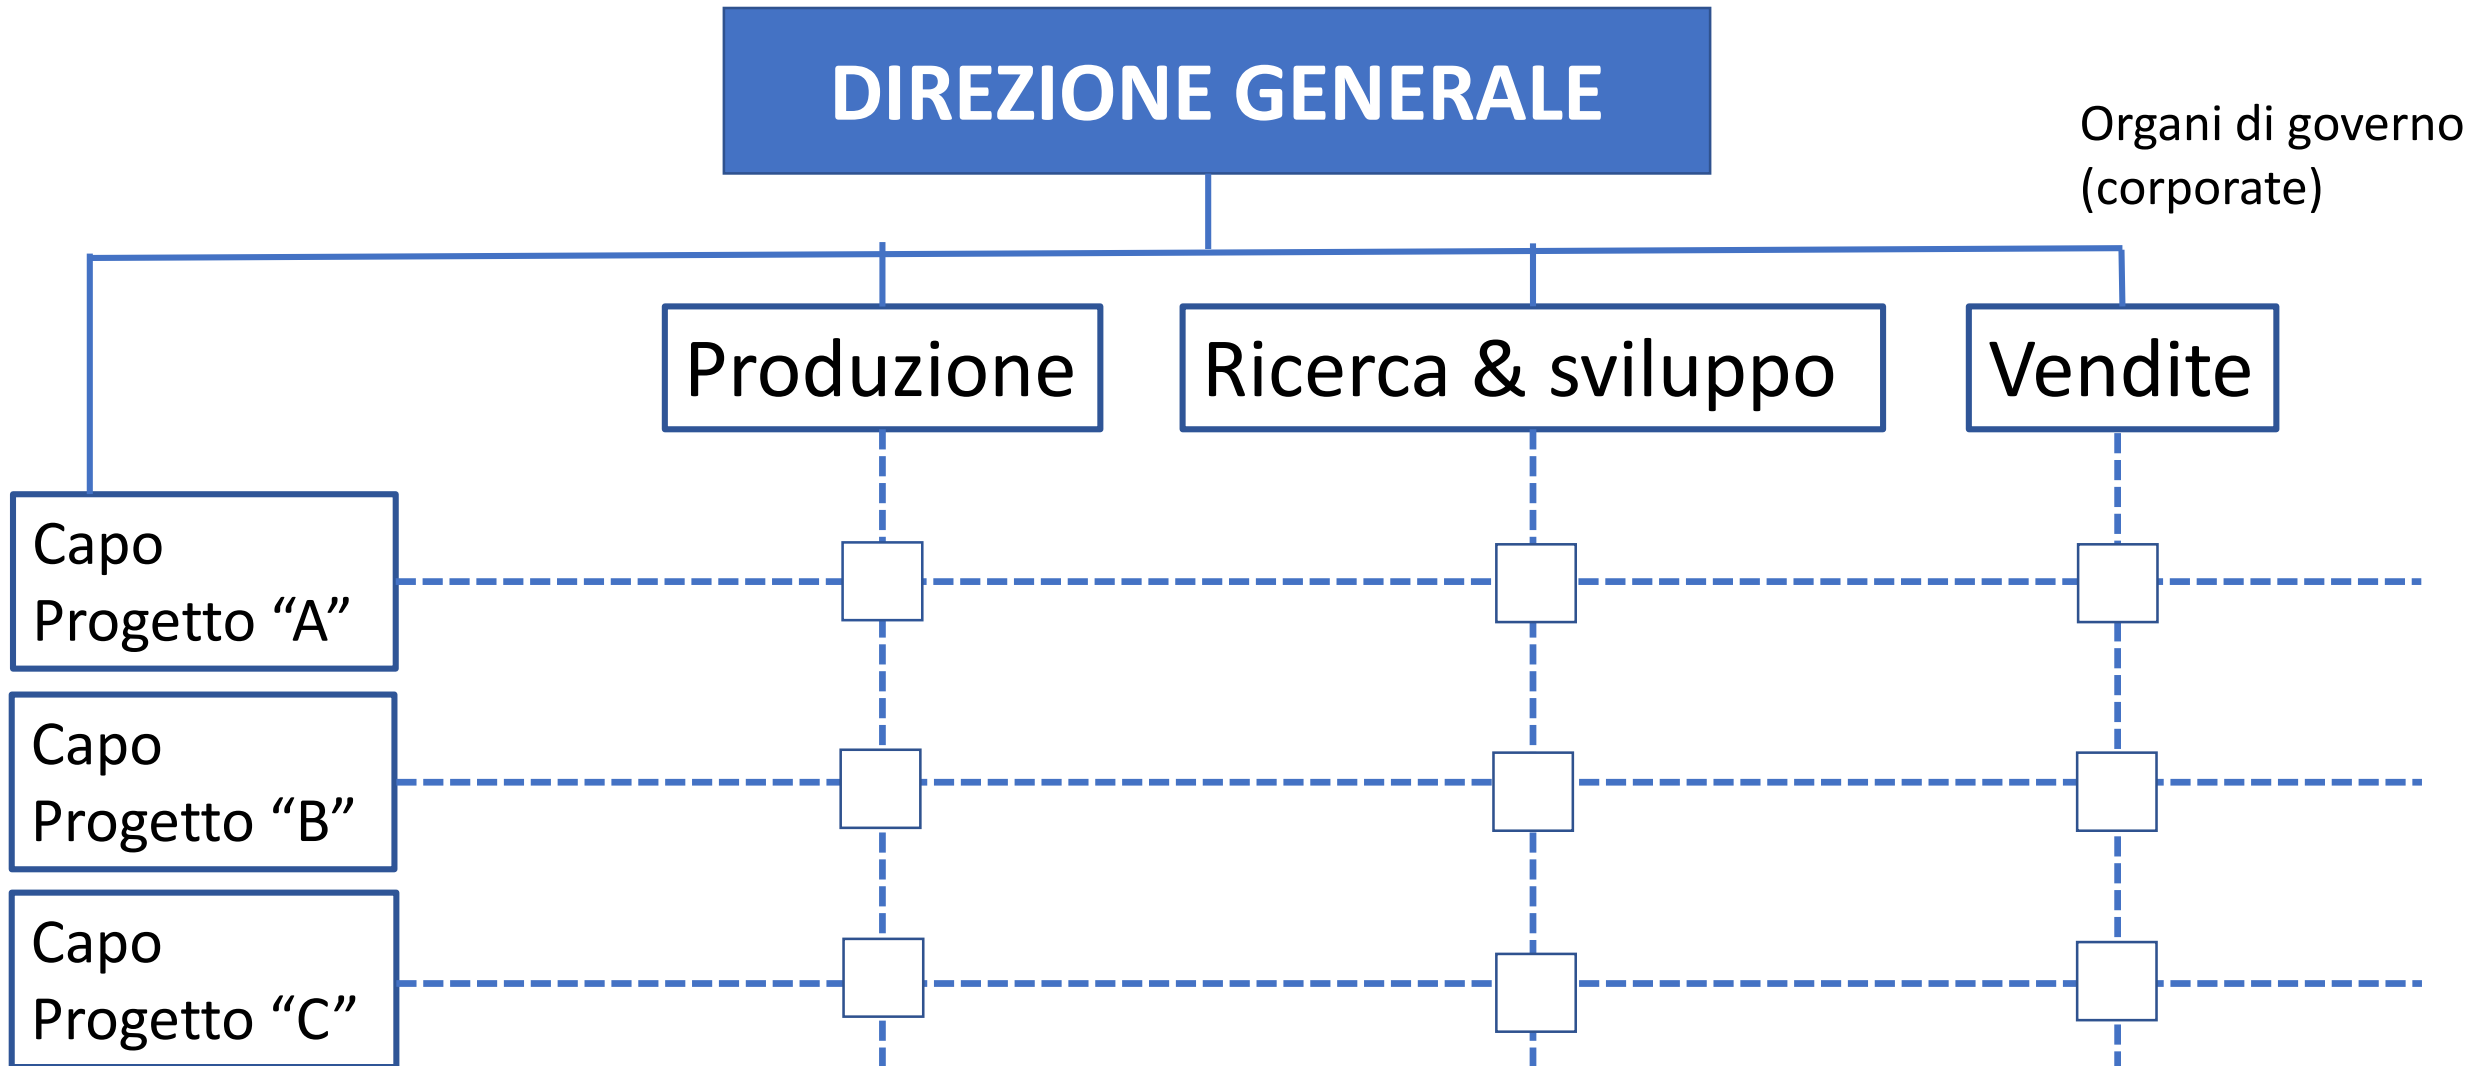 DIREZIONE GENERALE
Organi di governo
(corporate)
Produzione
Ricerca & sviluppo
Vendite
Capo
Progetto “A”
Capo
Progetto “B”
Capo
Progetto “C”